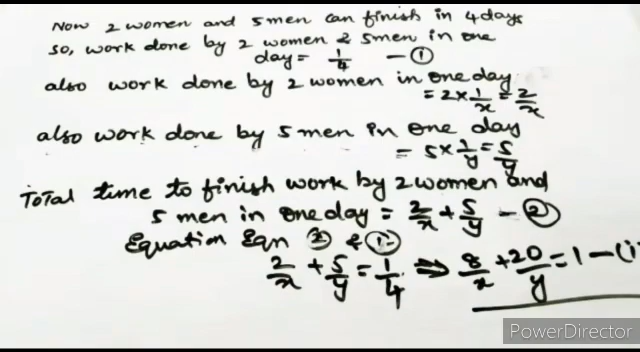 Now 2 women and 5 men can finish in 4 days
So, work done by 2 women & 5men in one
day = 1/4 — ①
also work done by 2 women in one day
= 2 × 1/x = 2/x
also work done by 5 men in one day
= 5 × 1/y = 5/y
Total time to finish work by 2 women and
5 men in one day = 2/x + 5/y — ②
Equation Eqn ② & ①
2/x + 5/y = 1/4 ⇒ 8/x + 20/y = 1 — (i
PowerDirector